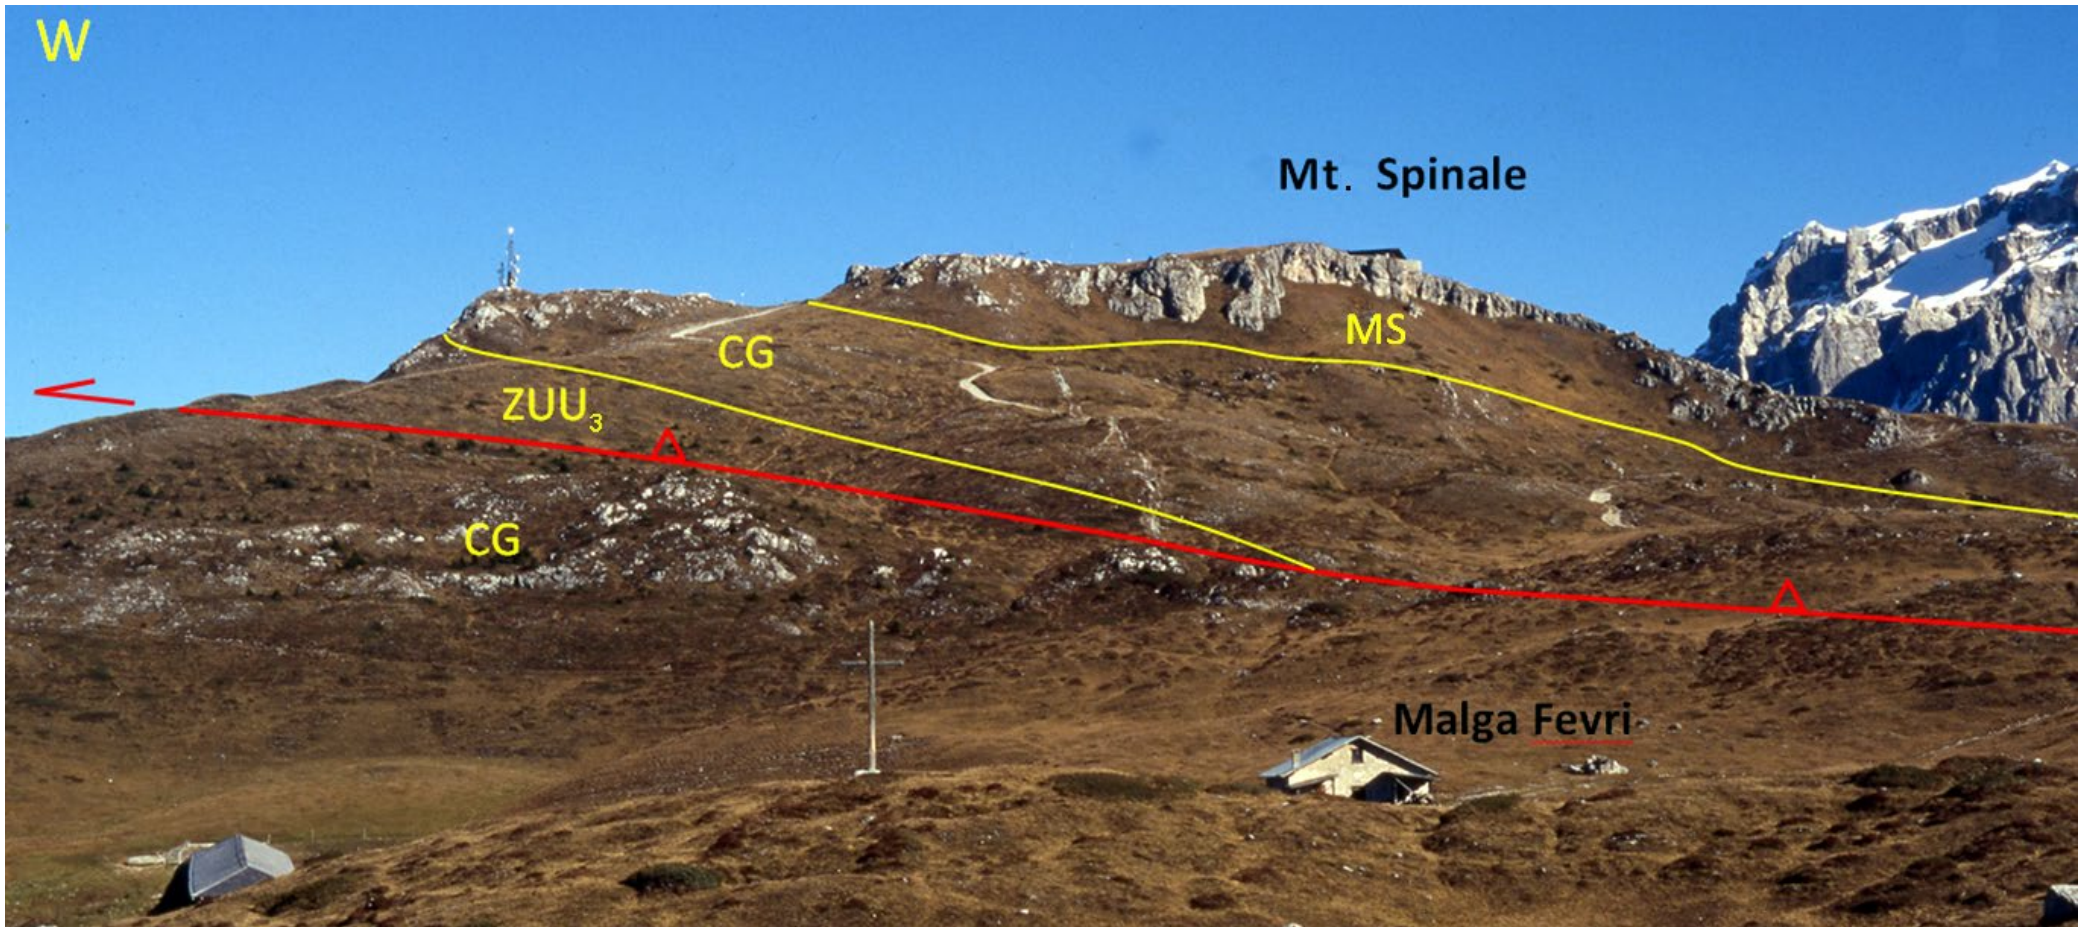 W
Mt. Spinale
MS
CG
ZUU₃
CG
Malga Fevri